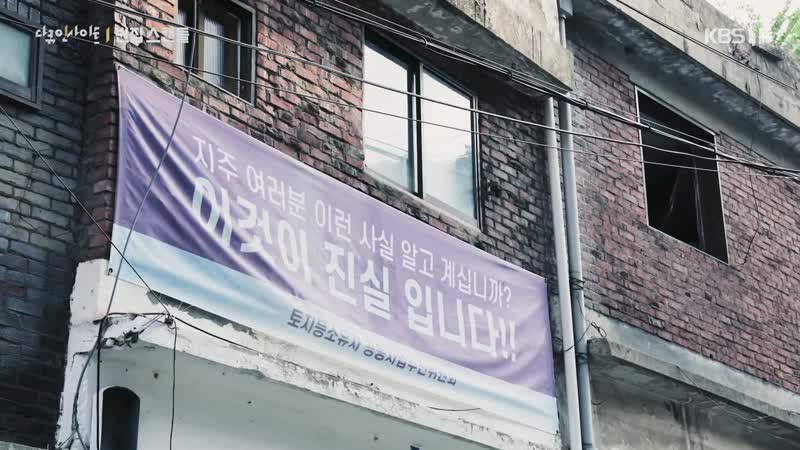 다큐인사이트
KBS1
지주 여러분 이런 사실 알고 계십니까?
이것이 진실 입니다!!
토지등소유자